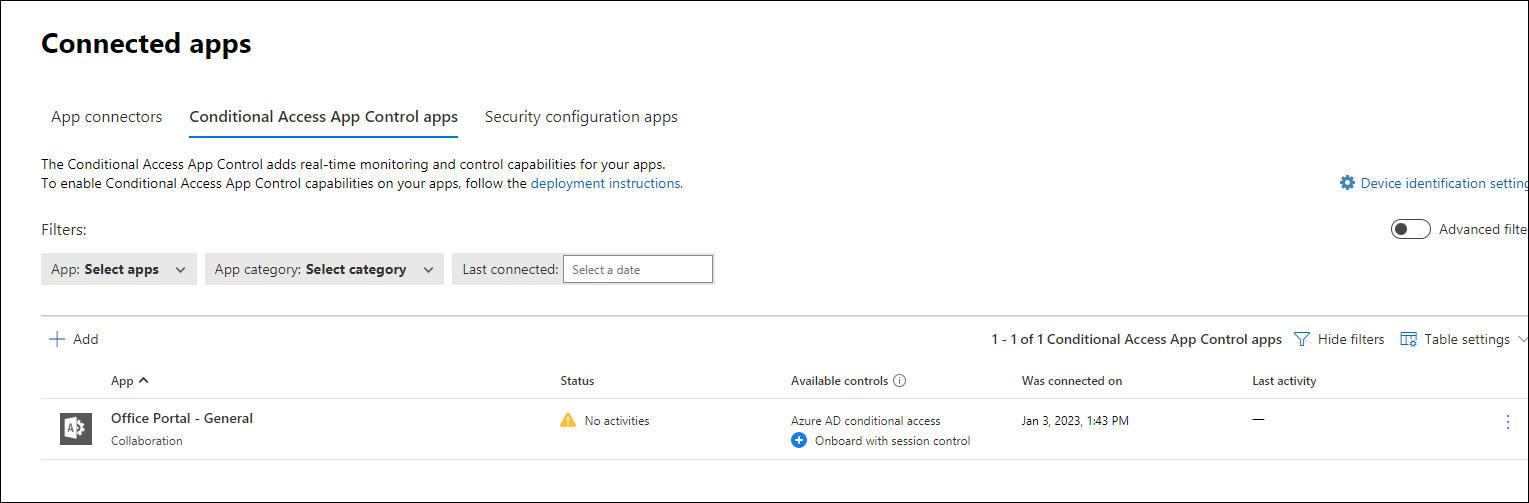 Connected apps
App connectors Conditional Access App Control apps Security configuration apps
The Conditional Access App Control adds real-time monitoring and control capabilities for your apps.
To enable Conditional Access App Control capabilities on your apps, follow the deployment instructions.
Device identification setting
Filters:
Advanced filte
App: Select apps App category: Select category Last connected: Select a date
Add 1 - 1 of 1 Conditional Access App Control apps Hide filters Table settings
App Status Available controls Was connected on Last activity
Office Portal - General
Collaboration
No activities
Azure AD conditional access
Onboard with session control
Jan 3, 2023, 1:43 PM
—